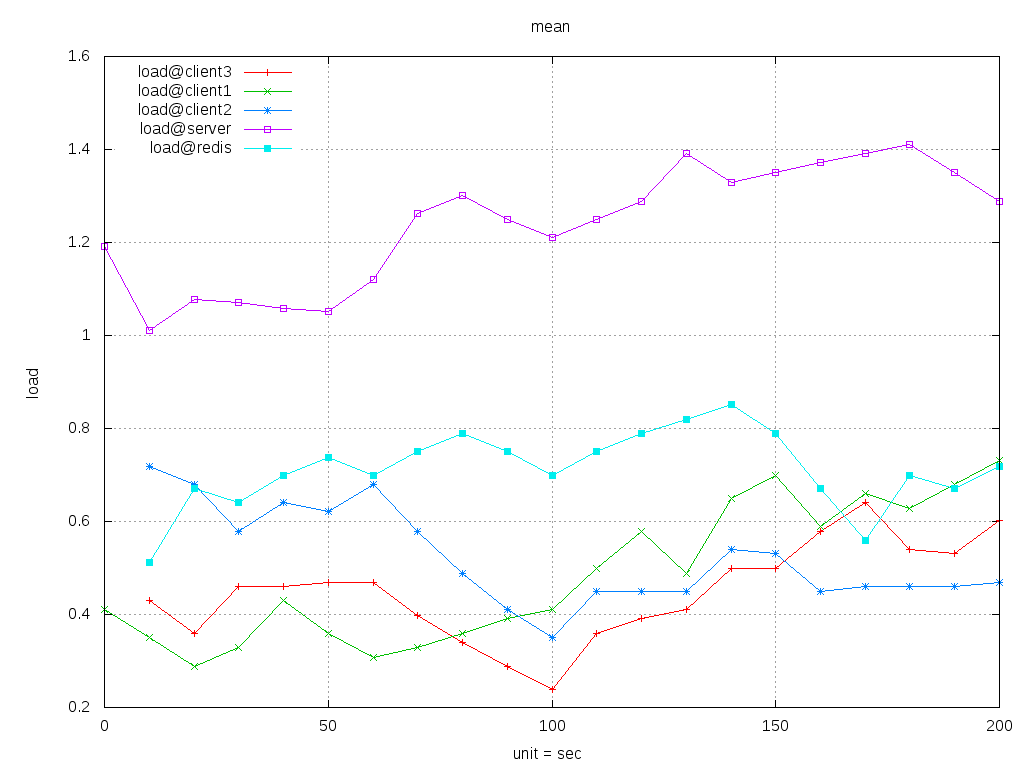 mean
1.6
load@client3
load@client1
load@client2
load@server
load@redis
1.4
1.2
1
0.8
0.6
0.4
0.2
load
0 50 100 150 200
unit = sec